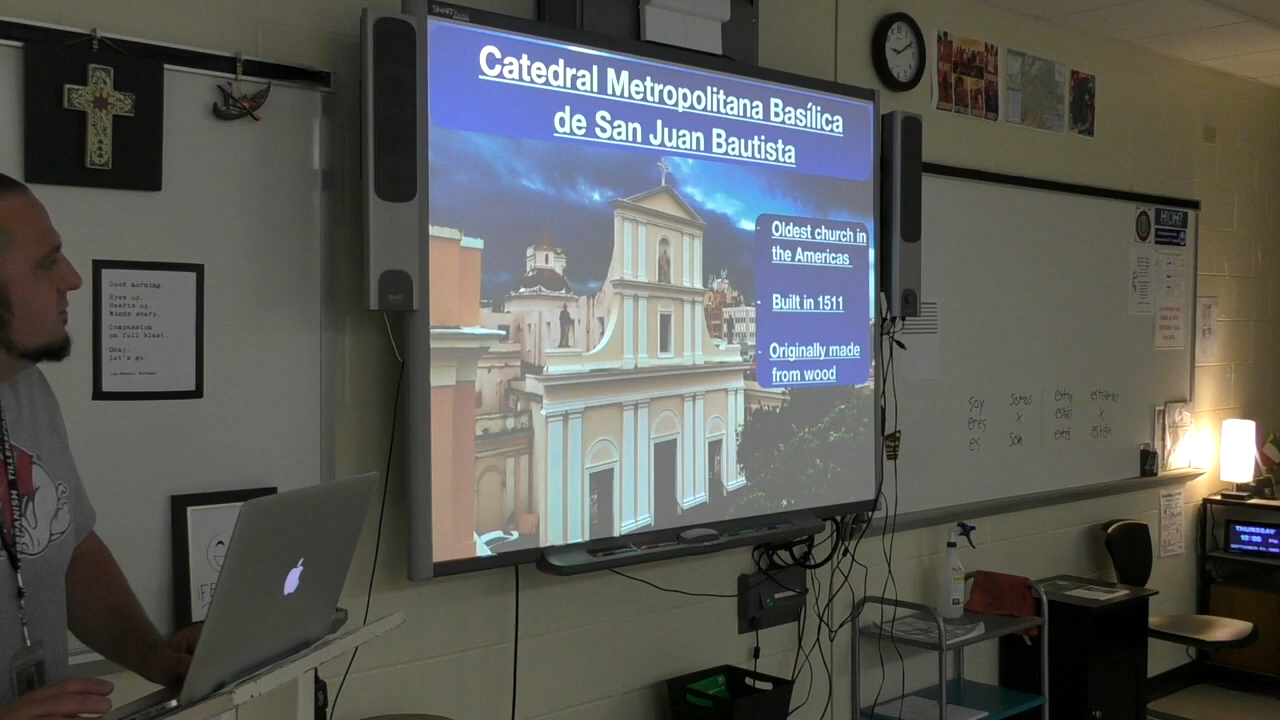 SMART
Catedral Metropolitana Basílica
de San Juan Bautista
Oldest church in
the Americas
Built in 1511
Originally made
from wood
Good morning.
Eyes up.
Hearts up.
Minds sharp.
Compassion
on full blast.
Okay,
let's go.
SPANISH
soy somos estoy estamos
eres x estás x
es son está están
THURSDAY